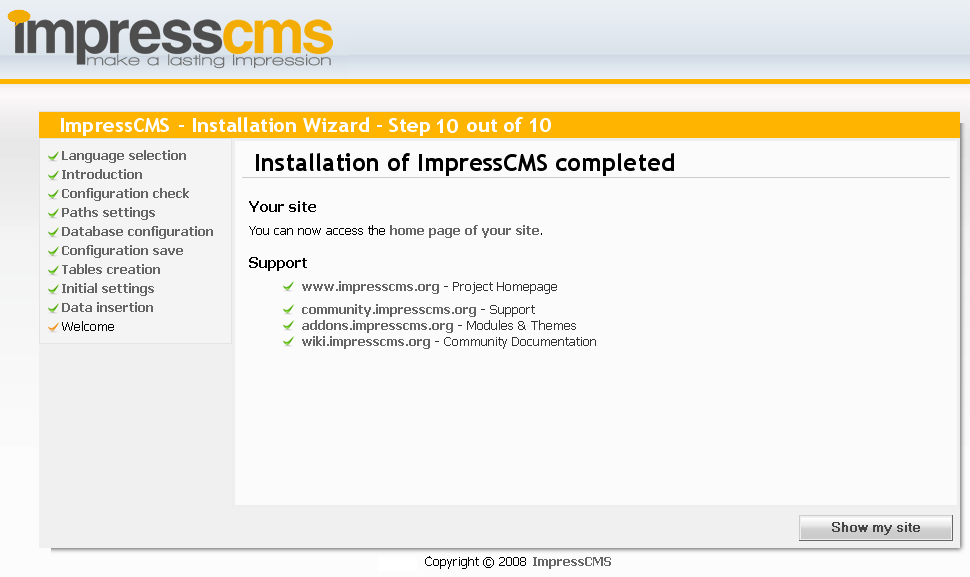 impresscms
make a lasting impression
ImpressCMS - Installation Wizard - Step 10 out of 10
Language selection
Introduction
Configuration check
Paths settings
Database configuration
Configuration save
Tables creation
Initial settings
Data insertion
Welcome
Installation of ImpressCMS completed
Your site
You can now access the home page of your site.
Support
www.impresscms.org - Project Homepage
community.impresscms.org - Support
addons.impresscms.org - Modules & Themes
wiki.impresscms.org - Community Documentation
Show my site
Copyright © 2008 ImpressCMS